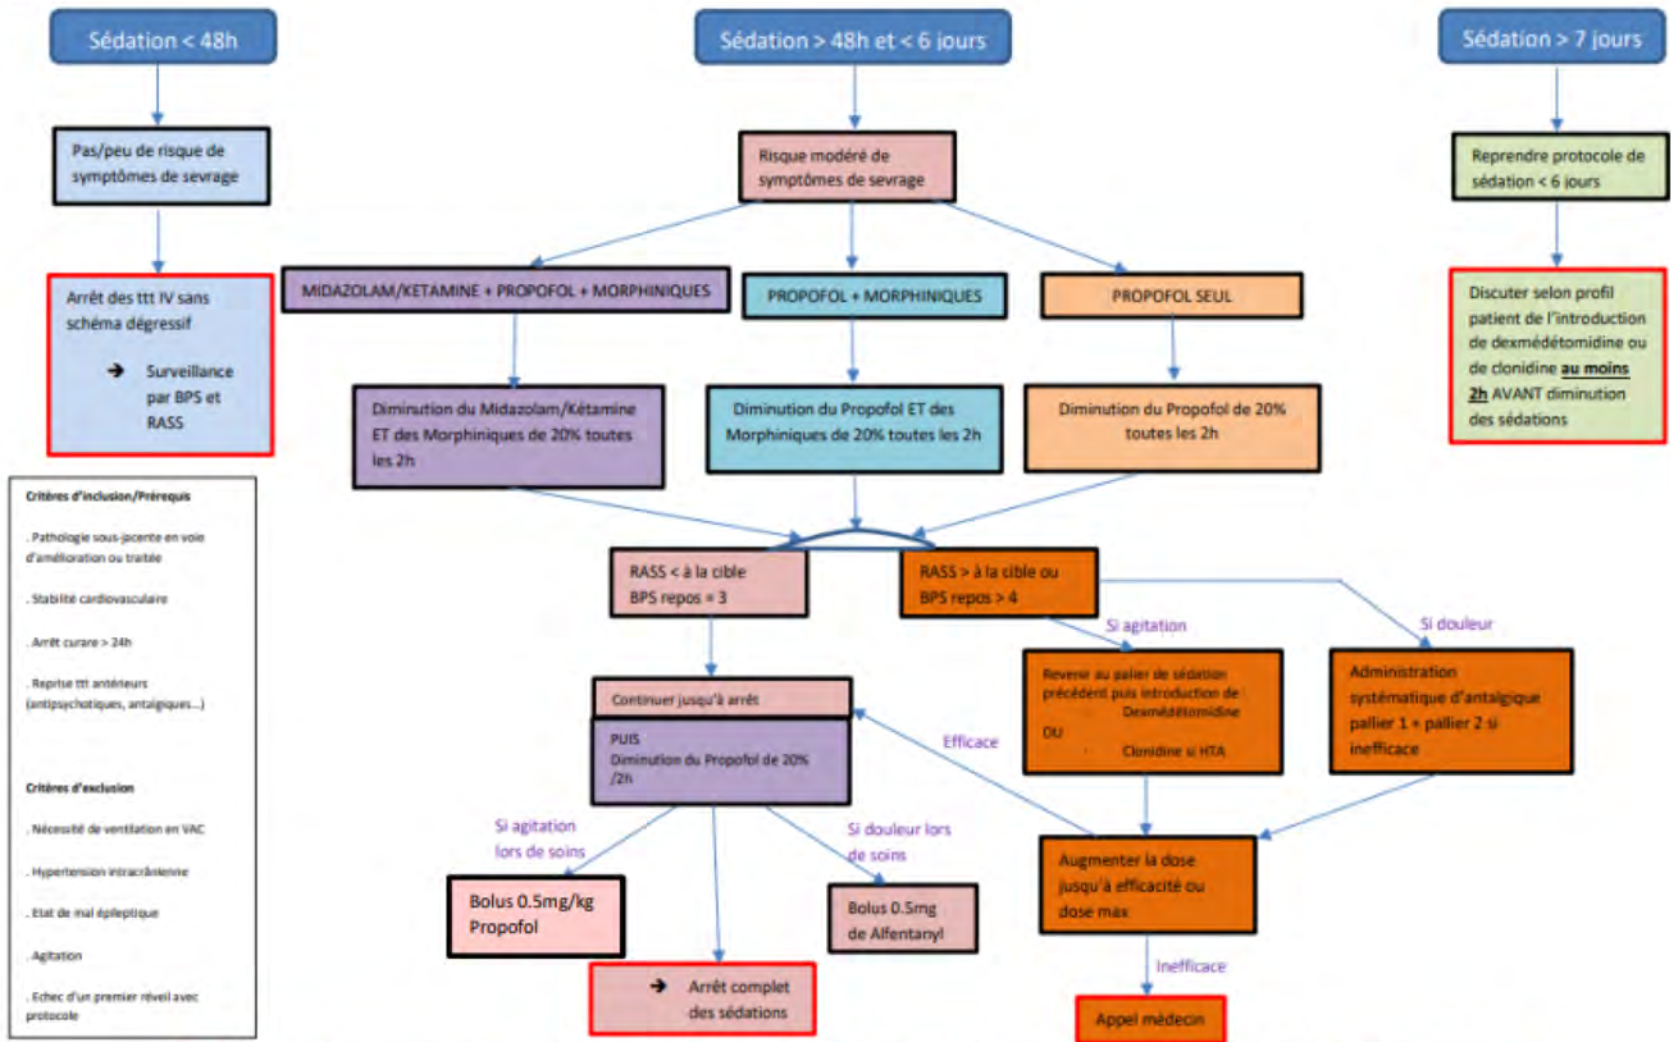 Sédation < 48h
Sédation > 48h et < 6 jours
Sédation > 7 jours
Pas/peu de risque de
symptômes de sevrage
Risque modéré de
symptômes de sevrage
Reprendre protocole de
sédation < 6 jours
Arrêt des ttt IV sans
schéma dégressif
➔ Surveillance
par BPS et
RASS
MIDAZOLAM/KETAMINE + PROPOFOL + MORPHINIQUES
PROPOFOL + MORPHINIQUES
PROPOFOL SEUL
Discuter selon profil
patient de l'introduction
de dexmédétomidine ou
de clonidine au moins
2h AVANT diminution
des sédations
Diminution du Midazolam/Kétamine
ET des Morphiniques de 20% toutes
les 2h
Diminution du Propofol ET des
Morphiniques de 20% toutes les 2h
Diminution du Propofol de 20%
toutes les 2h
Critères d'inclusion/Prérequis
. Pathologie sous-jacente en voie
d'amélioration ou traitée
. Stabilité cardiovasculaire
. Arrêt curare > 24h
. Reprise ttt antérieurs
(antipsychotiques, antalgiques...)
Critères d'exclusion
. Nécessité de ventilation en VAC
. Hypertension intracrânienne
. Etat de mal épileptique
. Agitation
. Echec d'un premier réveil avec
protocole
RASS < à la cible
BPS repos = 3
RASS > à la cible ou
BPS repos > 4
Si agitation
Si douleur
Continuer jusqu'à arrêt
PUIS
Diminution du Propofol de 20%
/2h
Efficace
Revenir au palier de sédation
précédent puis introduction de
Dexmédétomidine
OU
Clonidine si HTA
Administration
systématique d'antalgique
pallier 1 + pallier 2 si
inefficace
Si agitation
lors de soins
Si douleur lors
de soins
Bolus 0.5mg/kg
Propofol
Bolus 0.5mg
de Alfentanyl
Augmenter la dose
jusqu'à efficacité ou
dose max
➔ Arrêt complet
des sédations
Inefficace
Appel médecin